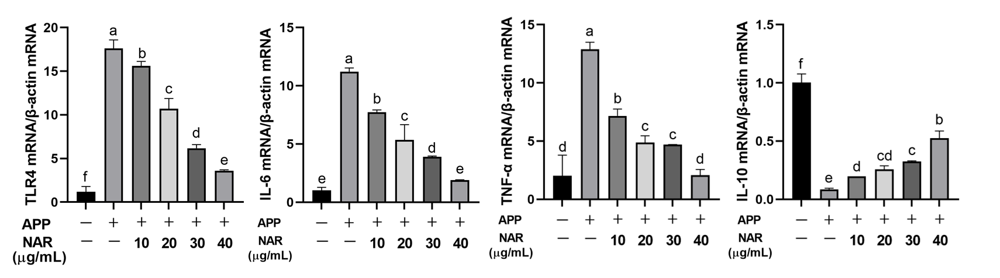 TLR4 mRNA/β-actin mRNA
20
15
10
5
0
f
a
b
c
d
e
APP — + + + + +
NAR — — 10 20 30 40
(μg/mL)
IL-6 mRNA/β-actin mRNA
15
10
5
0
e
a
b
c
d
e
APP — + + + + +
NAR — — 10 20 30 40
(μg/mL)
TNF-α mRNA/β-actin mRNA
15
10
5
0
d
a
b
c
c
d
APP — + + + + +
NAR — — 10 20 30 40
(μg/mL)
IL-10 mRNA/β-actin mRNA
1.5
1.0
0.5
0.0
f
e
d
cd
c
b
APP — + + + + +
NAR — — 10 20 30 40
(μg/mL)